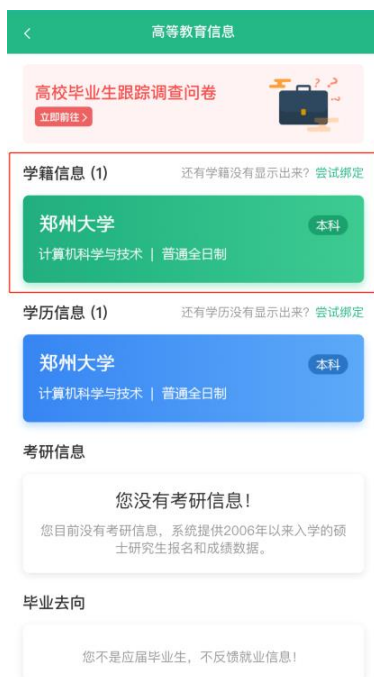 高等教育信息
高校毕业生跟踪调查问卷
立即前往>
学籍信息 (1) 还有学籍没有显示出来? 尝试绑定
郑州大学 本科
计算机科学与技术 | 普通全日制
学历信息 (1) 还有学历没有显示出来? 尝试绑定
郑州大学 本科
计算机科学与技术 | 普通全日制
考研信息
您没有考研信息!
您目前没有考研信息，系统提供2006年以来入学的硕
士研究生报名和成绩数据。
毕业去向
您不是应届毕业生，不反馈就业信息!